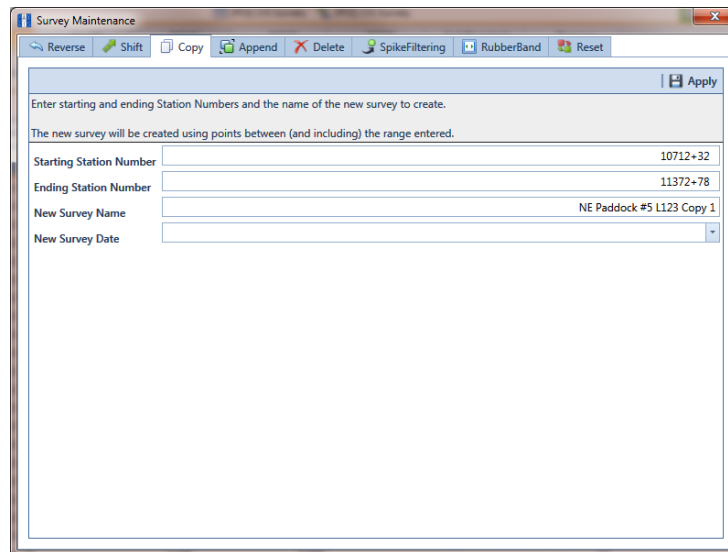 Survey Maintenance
Reverse Shift Copy Append Delete SpikeFiltering RubberBand Reset
Apply
Enter starting and ending Station Numbers and the name of the new survey to create.
The new survey will be created using points between (and including) the range entered.
Starting Station Number 10712+32
Ending Station Number 11372+78
New Survey Name NE Paddock #5 L123 Copy 1
New Survey Date